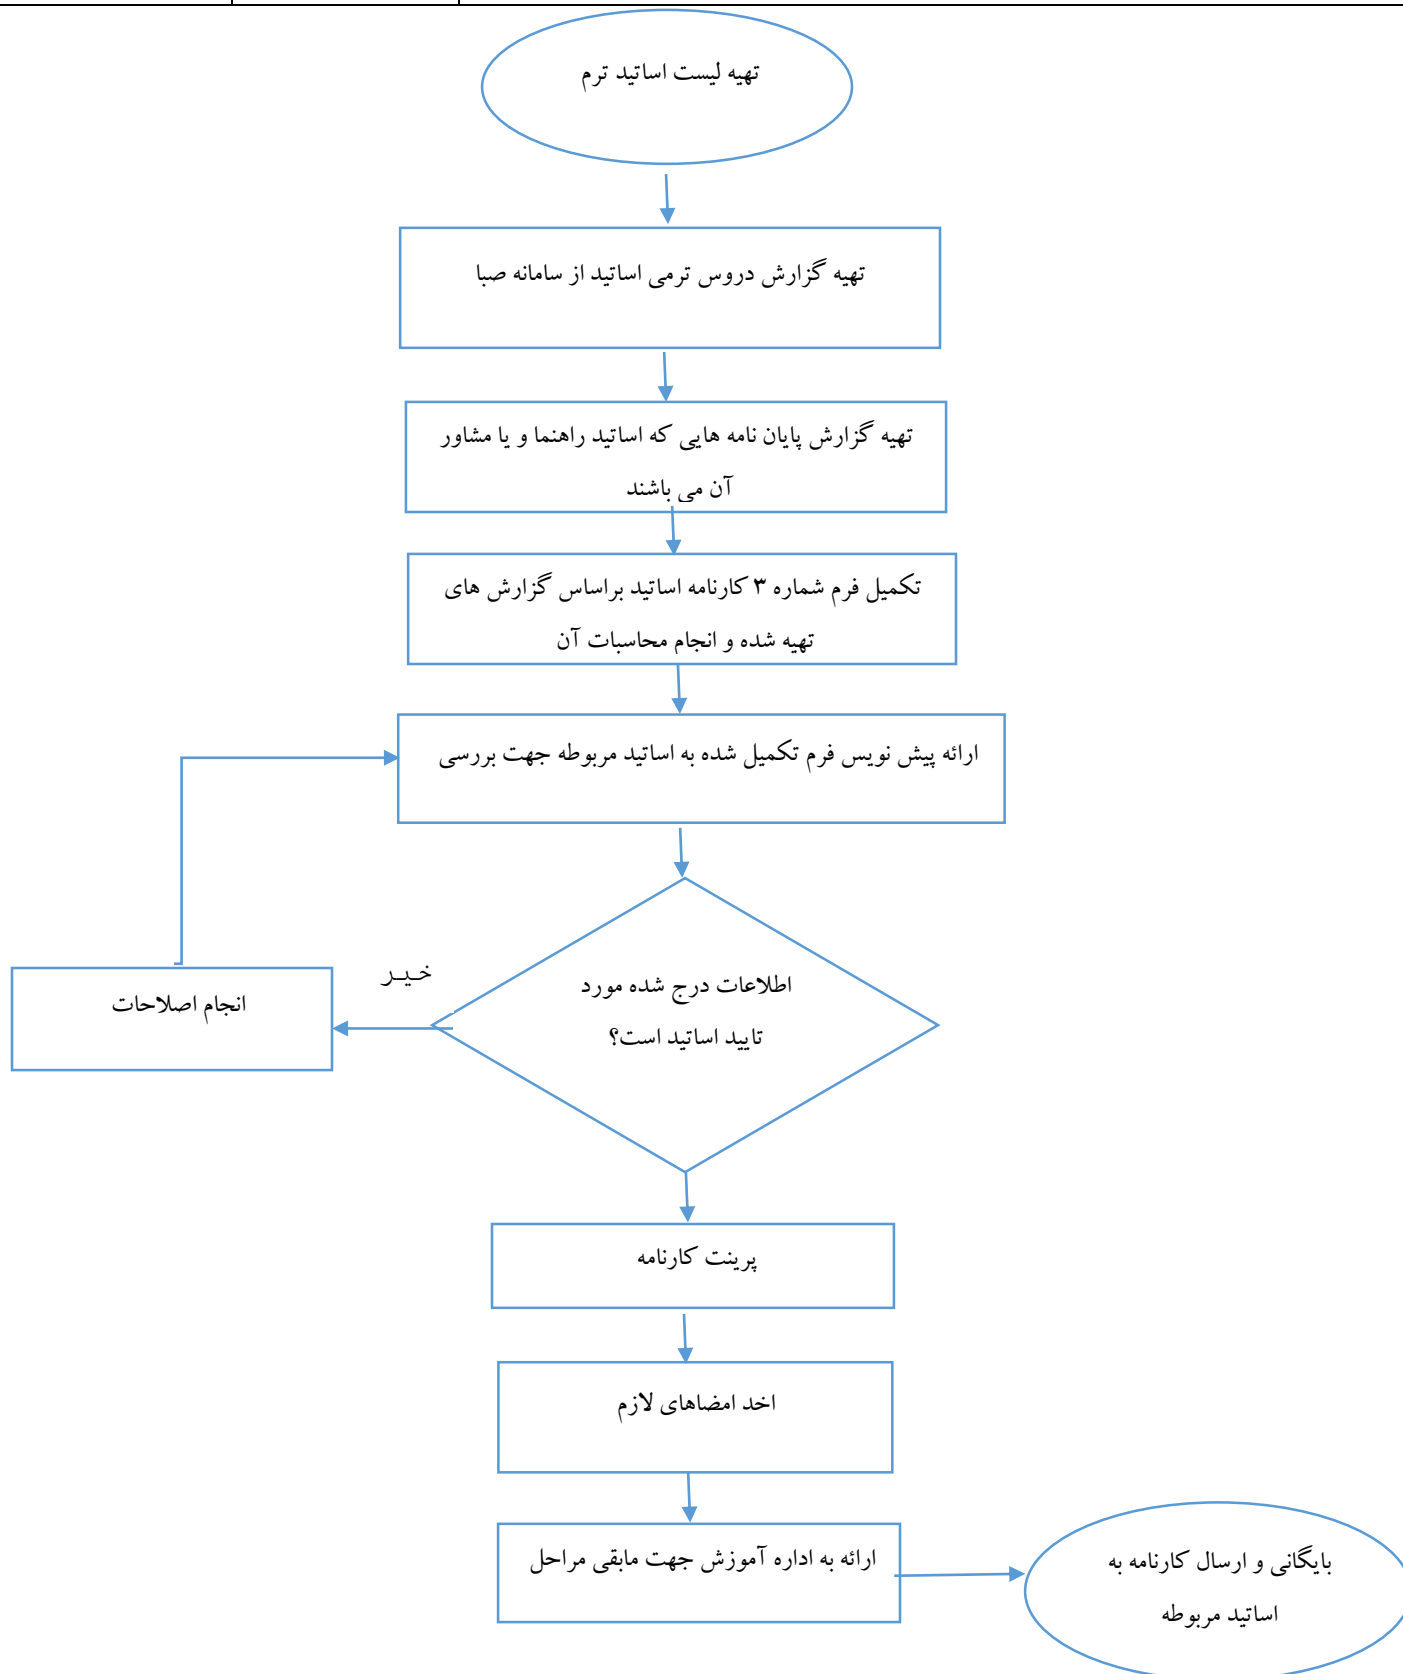 تهیه لیست اساتید ترم
تهیه گزارش دروس ترمی اساتید از سامانه صبا
تهیه گزارش پایان نامه هایی که اساتید راهنما و یا مشاور
آن می باشند
تکمیل فرم شماره ۳ کارنامه اساتید براساس گزارش های
تهیه شده و انجام محاسبات آن
ارائه پیش نویس فرم تکمیل شده به اساتید مربوطه جهت بررسی
اطلاعات درج شده مورد
تایید اساتید است؟
خیر
انجام اصلاحات
پرینت کارنامه
اخد امضاهای لازم
ارائه به اداره آموزش جهت مابقی مراحل
بایگانی و ارسال کارنامه به
اساتید مربوطه